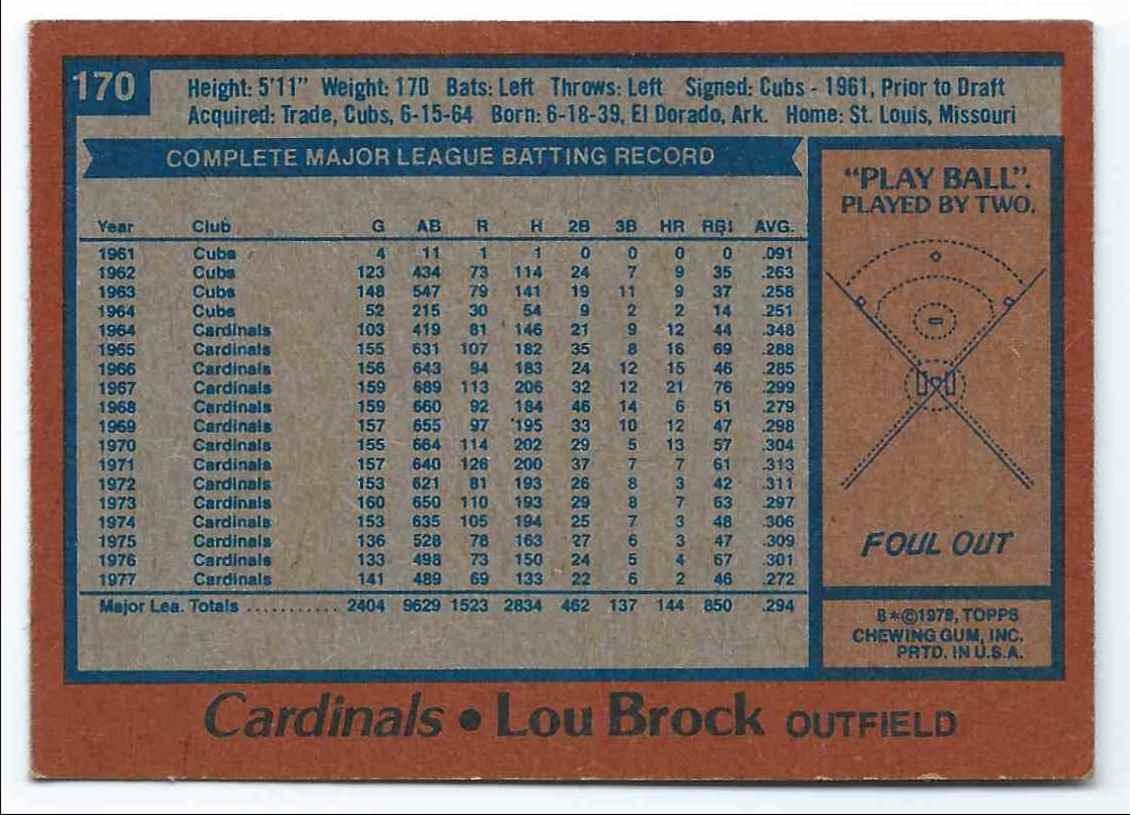 170
Height: 5'11" Weight: 170 Bats: Left Throws: Left Signed: Cubs - 1961, Prior to Draft
Acquired: Trade, Cubs, 6-15-64 Born: 6-18-39, El Dorado, Ark. Home: St. Louis, Missouri
COMPLETE MAJOR LEAGUE BATTING RECORD
Year Club G AB R H 2B 3B HR RBI AVG.
1961 Cubs 4 11 1 1 0 0 0 0 .091
1962 Cubs 123 434 73 114 24 7 9 35 .263
1963 Cubs 148 547 79 141 19 11 9 37 .258
1964 Cubs 52 215 30 54 9 2 2 14 .251
1964 Cardinals 103 419 81 146 21 9 12 44 .348
1965 Cardinals 155 631 107 182 35 8 16 69 .288
1966 Cardinals 156 643 94 183 24 12 15 46 .285
1967 Cardinals 159 689 113 206 32 12 21 76 .299
1968 Cardinals 159 660 92 184 46 14 6 51 .279
1969 Cardinals 157 655 97 195 33 10 12 47 .298
1970 Cardinals 155 664 114 202 29 5 13 57 .304
1971 Cardinals 157 640 126 200 37 7 7 61 .313
1972 Cardinals 153 621 81 193 26 8 3 42 .311
1973 Cardinals 160 650 110 193 29 8 7 63 .297
1974 Cardinals 153 635 105 194 25 7 3 48 .306
1975 Cardinals 136 528 78 163 27 6 3 47 .309
1976 Cardinals 133 498 73 150 24 5 4 67 .301
1977 Cardinals 141 489 69 133 22 6 2 46 .272
Major Lea. Totals ........... 2404 9629 1523 2834 462 137 144 850 .294
"PLAY BALL".
PLAYED BY TWO.
FOUL OUT
8*©1978, TOPPS
CHEWING GUM, INC.
PRTD. IN U.S.A.
Cardinals • Lou Brock OUTFIELD